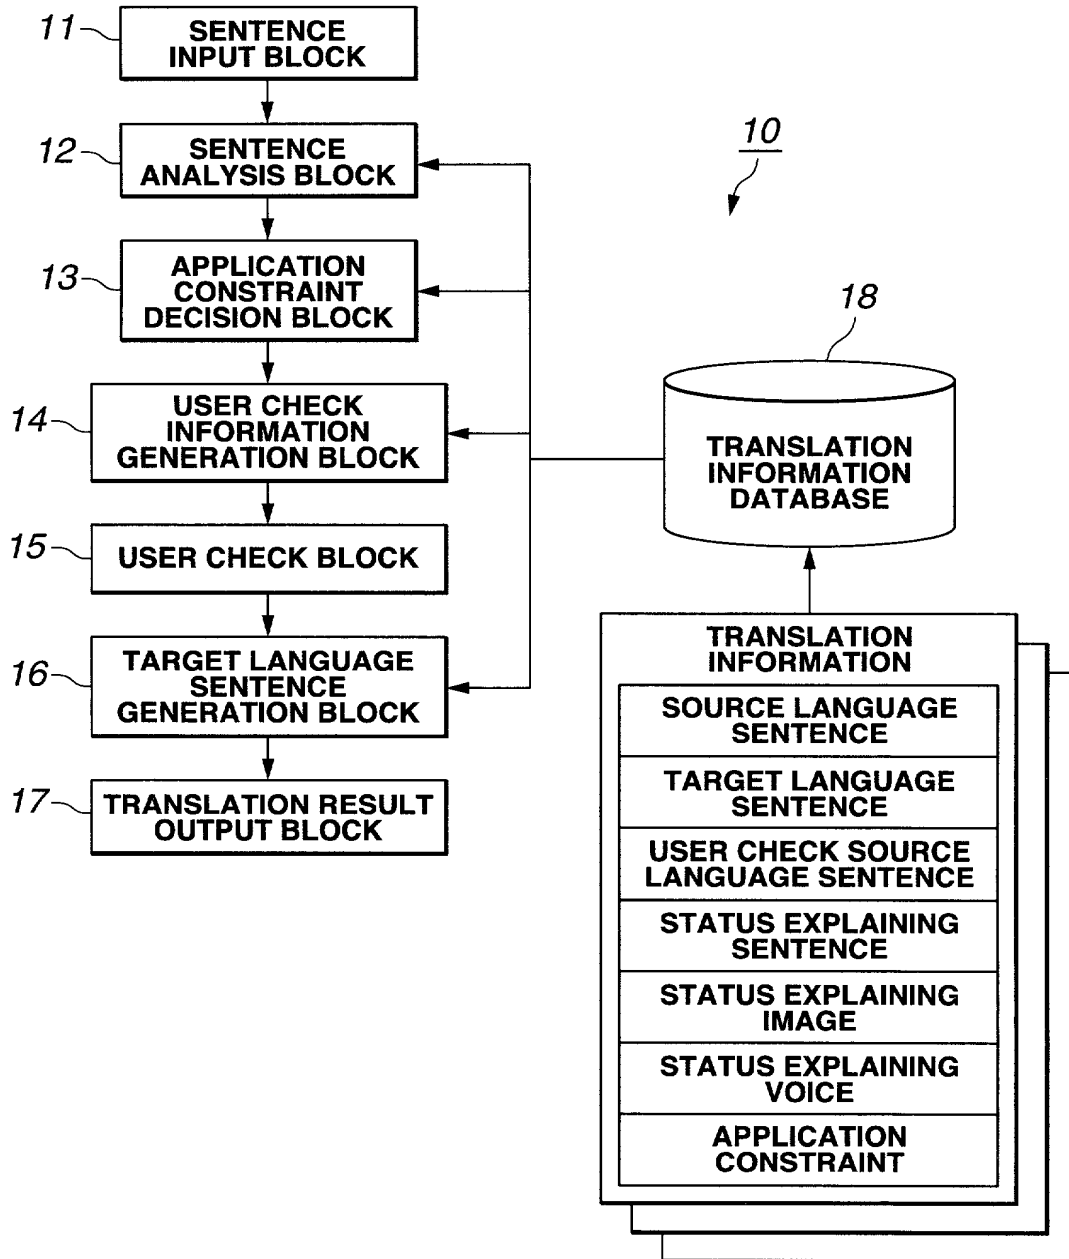 11
SENTENCE
INPUT BLOCK
12
SENTENCE
ANALYSIS BLOCK
13
APPLICATION
CONSTRAINT
DECISION BLOCK
14
USER CHECK
INFORMATION
GENERATION BLOCK
15
USER CHECK BLOCK
16
TARGET LANGUAGE
SENTENCE
GENERATION BLOCK
17
TRANSLATION RESULT
OUTPUT BLOCK
10
18
TRANSLATION
INFORMATION
DATABASE
TRANSLATION
INFORMATION
SOURCE LANGUAGE
SENTENCE
TARGET LANGUAGE
SENTENCE
USER CHECK SOURCE
LANGUAGE SENTENCE
STATUS EXPLAINING
SENTENCE
STATUS EXPLAINING
IMAGE
STATUS EXPLAINING
VOICE
APPLICATION
CONSTRAINT